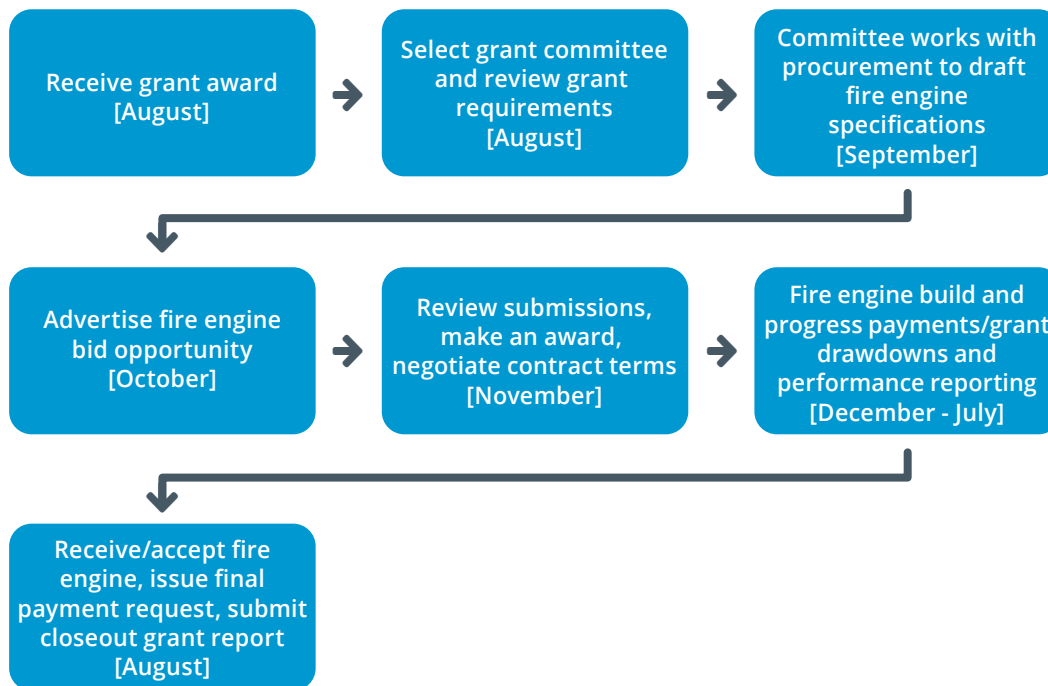 Receive grant award
[August]
Select grant committee
and review grant
requirements
[August]
Committee works with
procurement to draft
fire engine
specifications
[September]
Advertise fire engine
bid opportunity
[October]
Review submissions,
make an award,
negotiate contract terms
[November]
Fire engine build and
progress payments/grant
drawdowns and
performance reporting
[December - July]
Receive/accept fire
engine, issue final
payment request, submit
closeout grant report
[August]